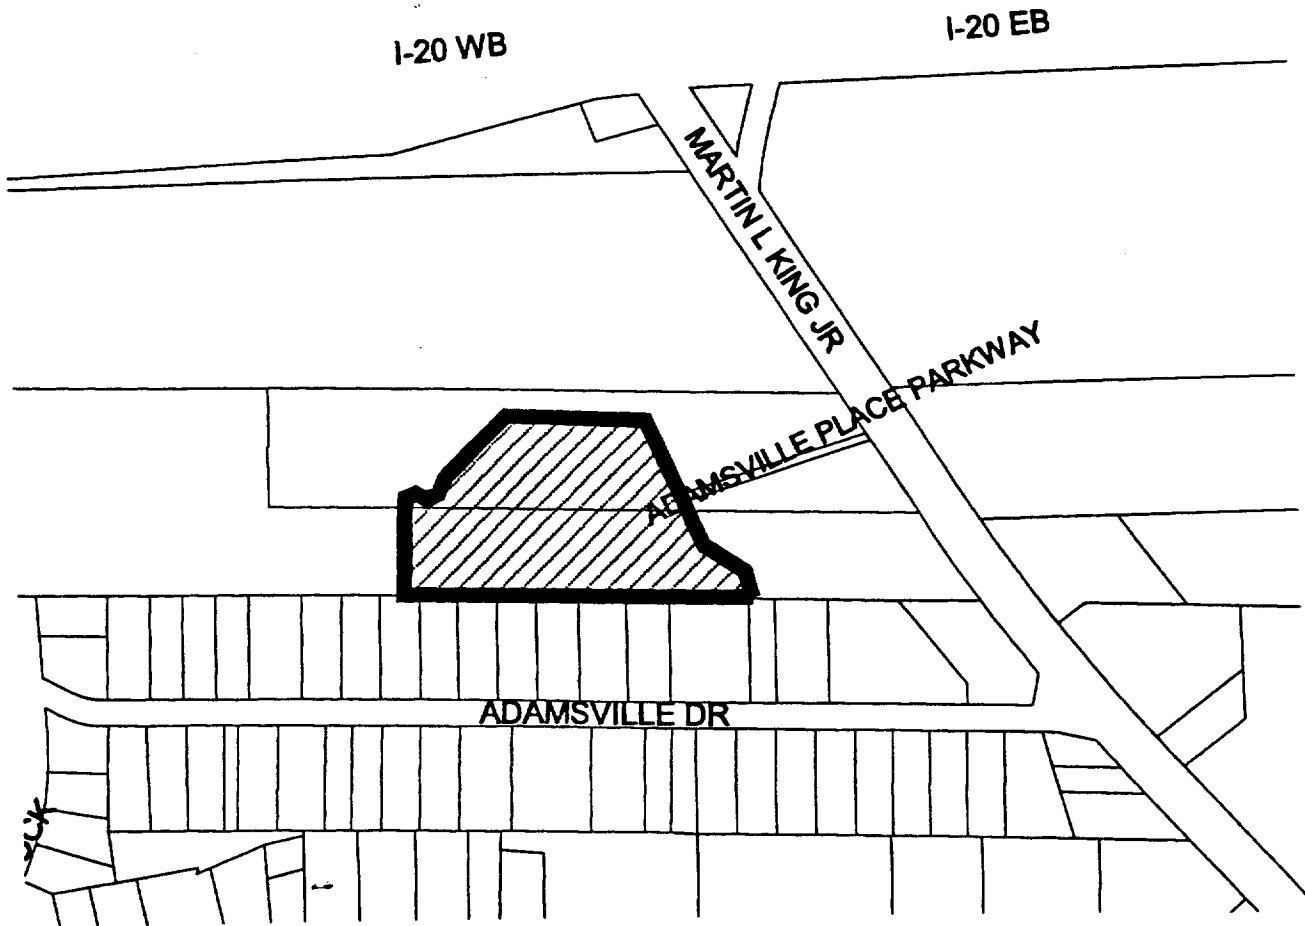 I-20 WB
I-20 EB
MARTIN L KING JR
ADAMSVILLE PLACE PARKWAY
ADAMSVILLE DR